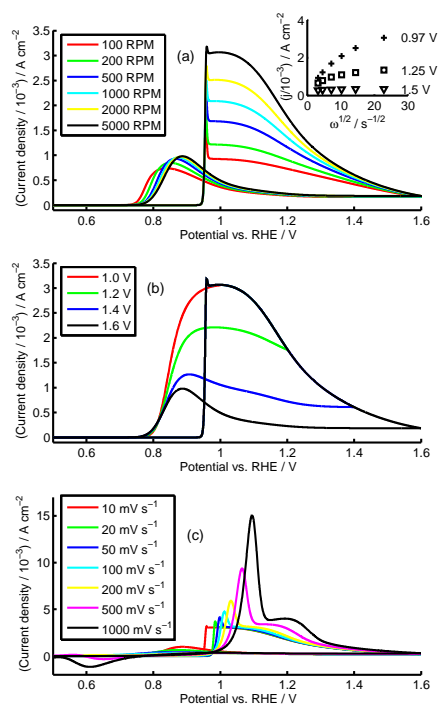 (Current density / 10⁻³) / A cm⁻²
3.5
3
2.5
2
1.5
1
0.5
0
100 RPM
200 RPM
500 RPM
1000 RPM
2000 RPM
5000 RPM
(a)
(j/10⁻³) / A cm⁻²
4
2
0
0 10 20 30
ω^1/2 / s^−1/2
0.97 V
1.25 V
1.5 V
0.6 0.8 1 1.2 1.4 1.6
Potential vs. RHE / V
(Current density / 10⁻³) / A cm⁻²
3.5
3
2.5
2
1.5
1
0.5
0
1.0 V
1.2 V
1.4 V
1.6 V
(b)
0.6 0.8 1 1.2 1.4 1.6
Potential vs. RHE / V
(Current density / 10⁻³) / A cm⁻²
15
10
5
0
10 mV s⁻¹
20 mV s⁻¹
50 mV s⁻¹
100 mV s⁻¹
200 mV s⁻¹
500 mV s⁻¹
1000 mV s⁻¹
(c)
0.6 0.8 1 1.2 1.4 1.6
Potential vs. RHE / V